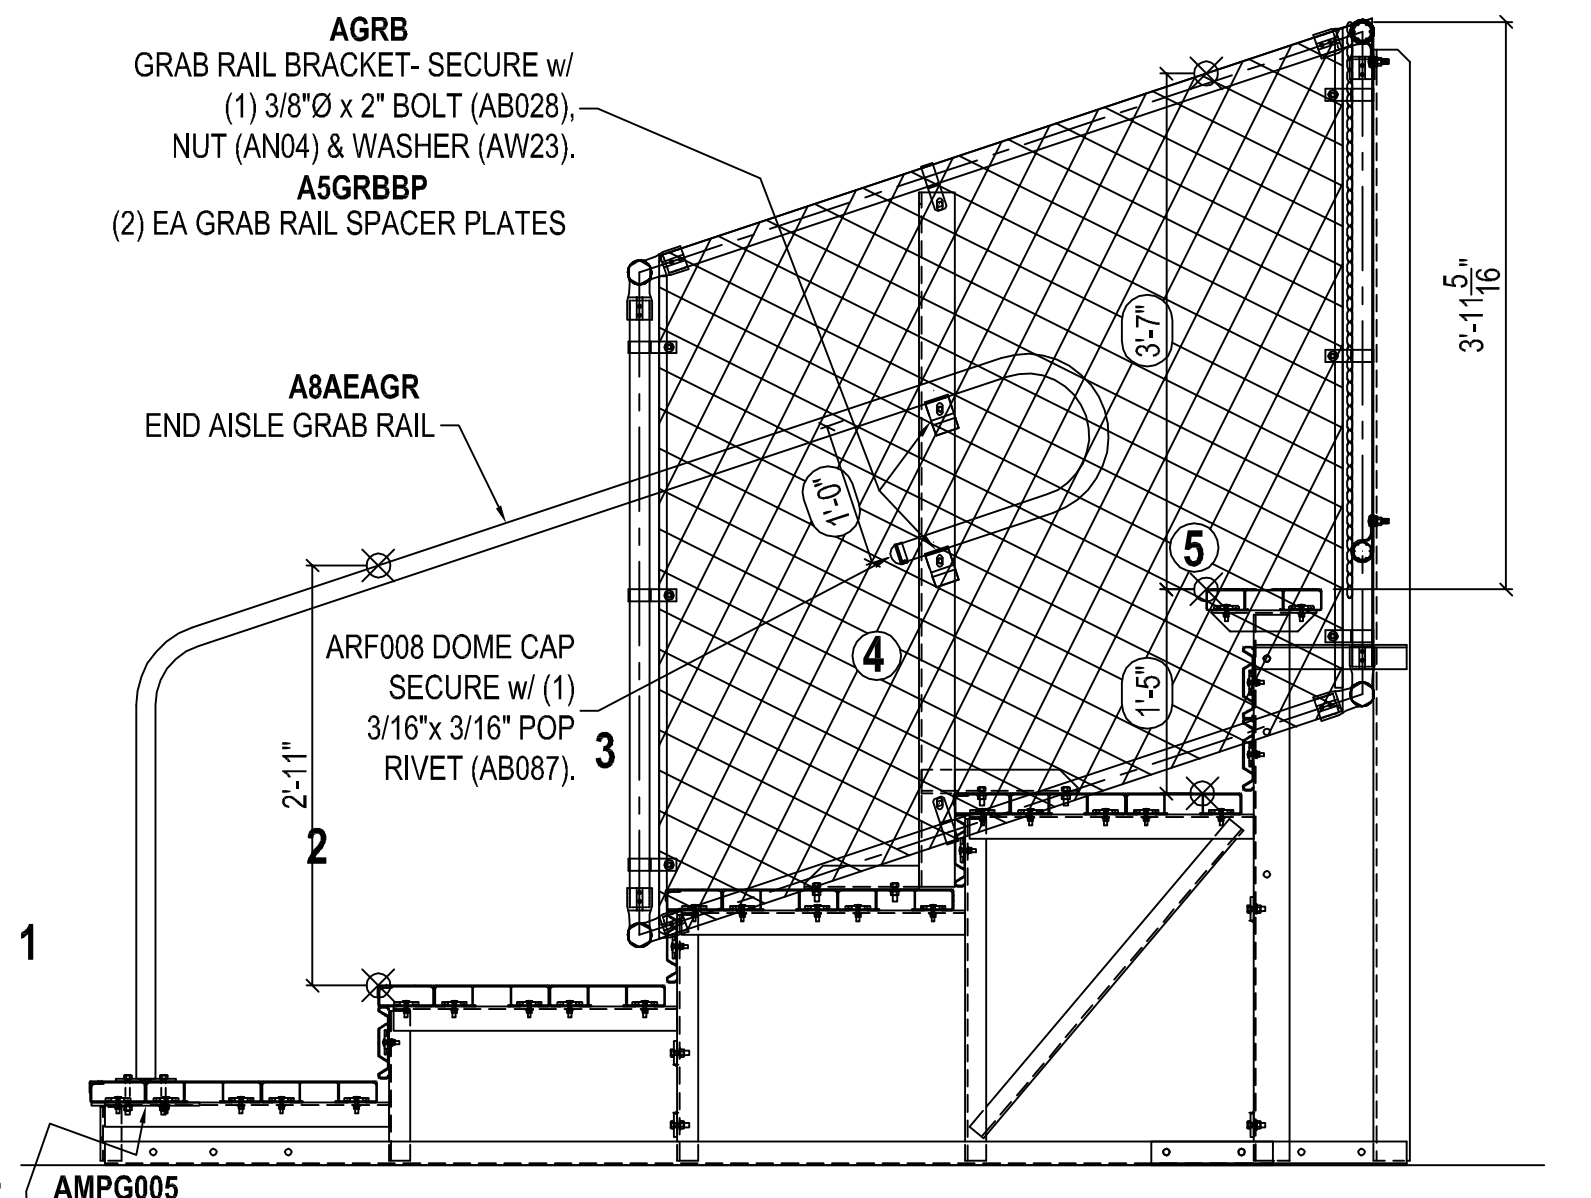 AGRB
GRAB RAIL BRACKET- SECURE w/
(1) 3/8"Ø x 2" BOLT (AB028),
NUT (AN04) & WASHER (AW23).
A5GRBBP
(2) EA GRAB RAIL SPACER PLATES
3'-11 5/16"
3'-7"
A8AEAGR
END AISLE GRAB RAIL
1'-0"
5
ARF008 DOME CAP
SECURE w/ (1)
3/16"x 3/16" POP
RIVET (AB087).
4
1'-5"
3
2'-11"
2
1
AMPG005